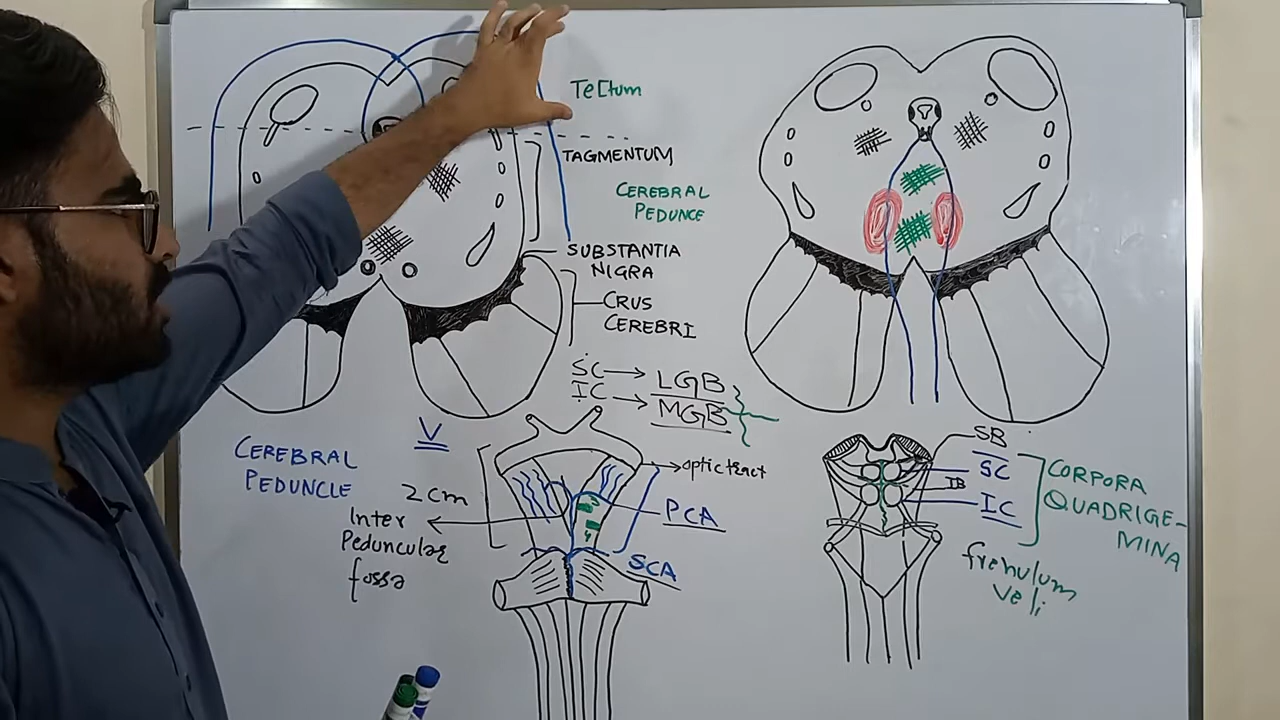 Tectum
TAGMENTUM
CEREBRAL
PEDUNCE
SUBSTANTIA
NIGRA
CRUS
CEREBRI
SC → LGB
IC → MGB
CEREBRAL
PEDUNCLE
V
2 cm
Inter
Peduncular
fossa
optic tract
PCA
SCA
SB
SC
IB
IC
CORPORA
QUADRIGE-
MINA
frenulum
veli